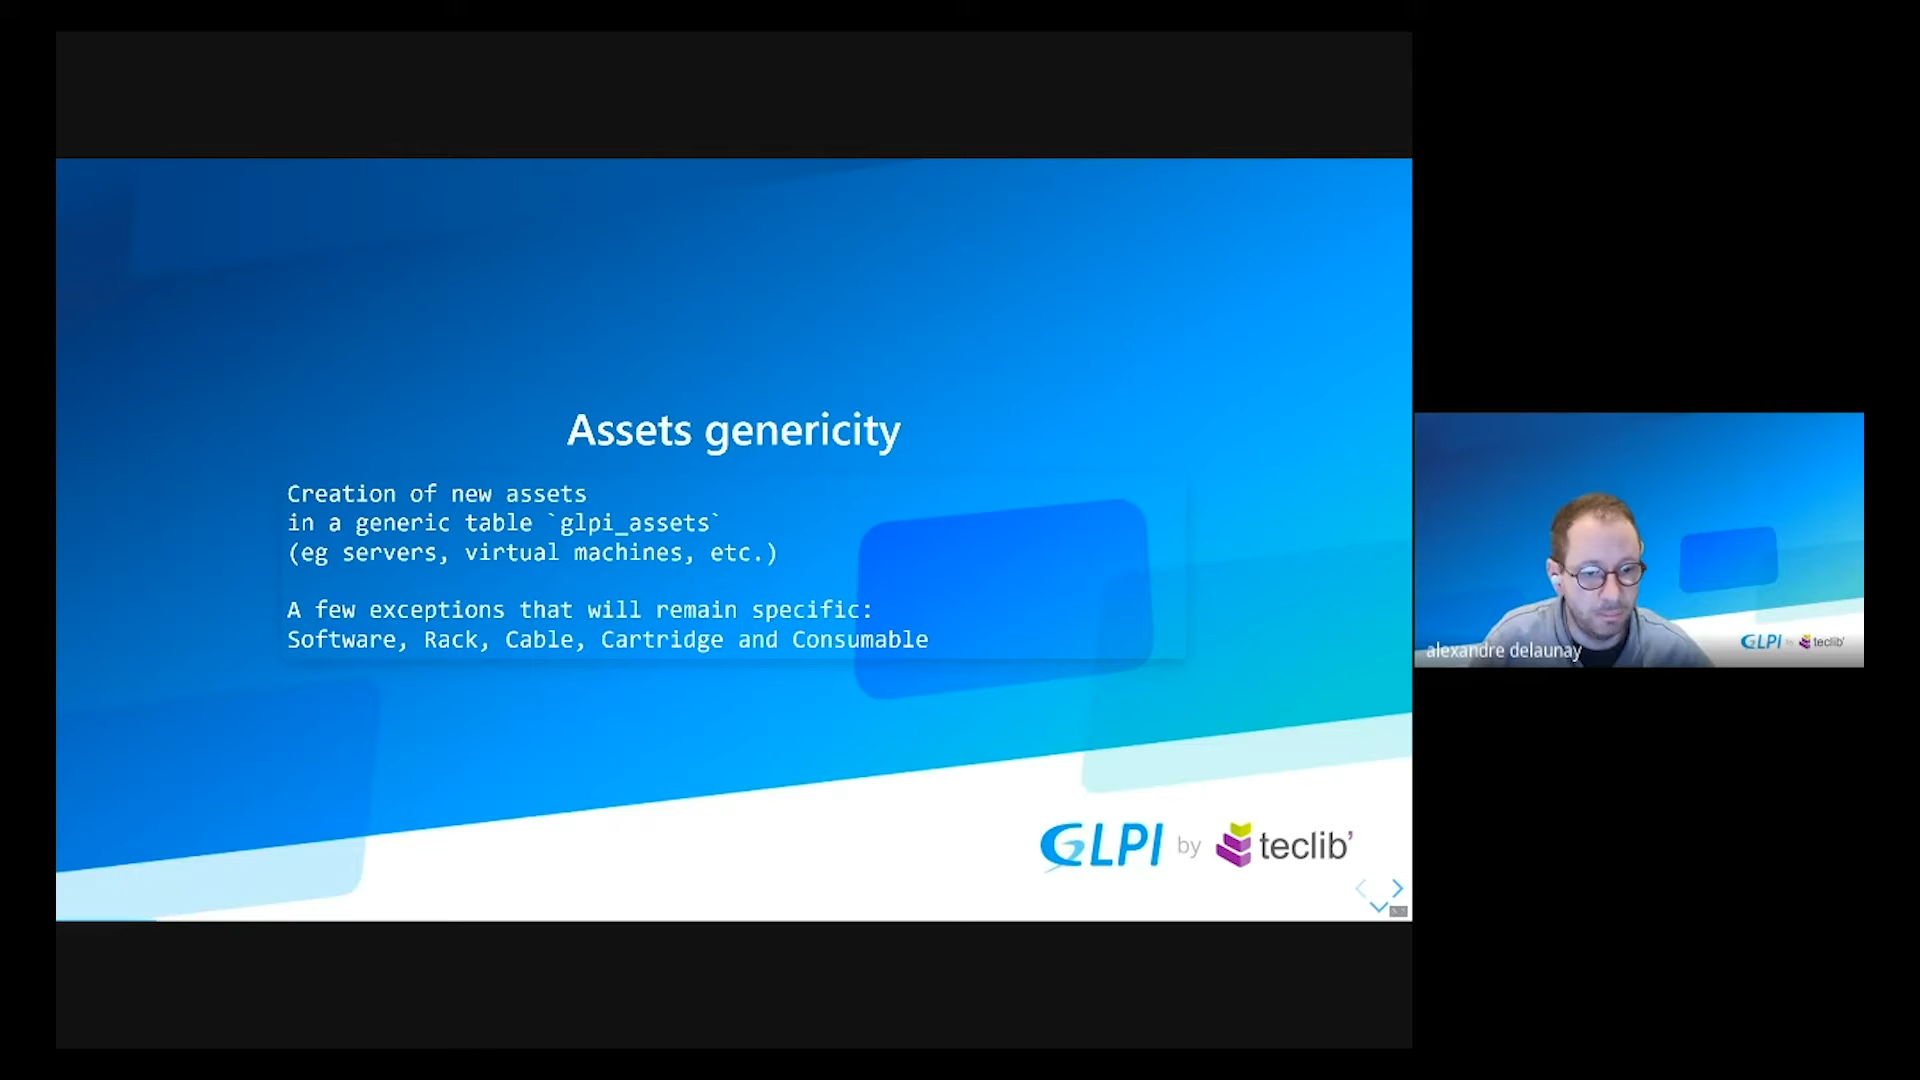 Assets genericity
Creation of new assets
in a generic table `glpi_assets`
(eg servers, virtual machines, etc.)
A few exceptions that will remain specific:
Software, Rack, Cable, Cartridge and Consumable
GLPI by teclib'
alexandre delaunay
GLPI by teclib'